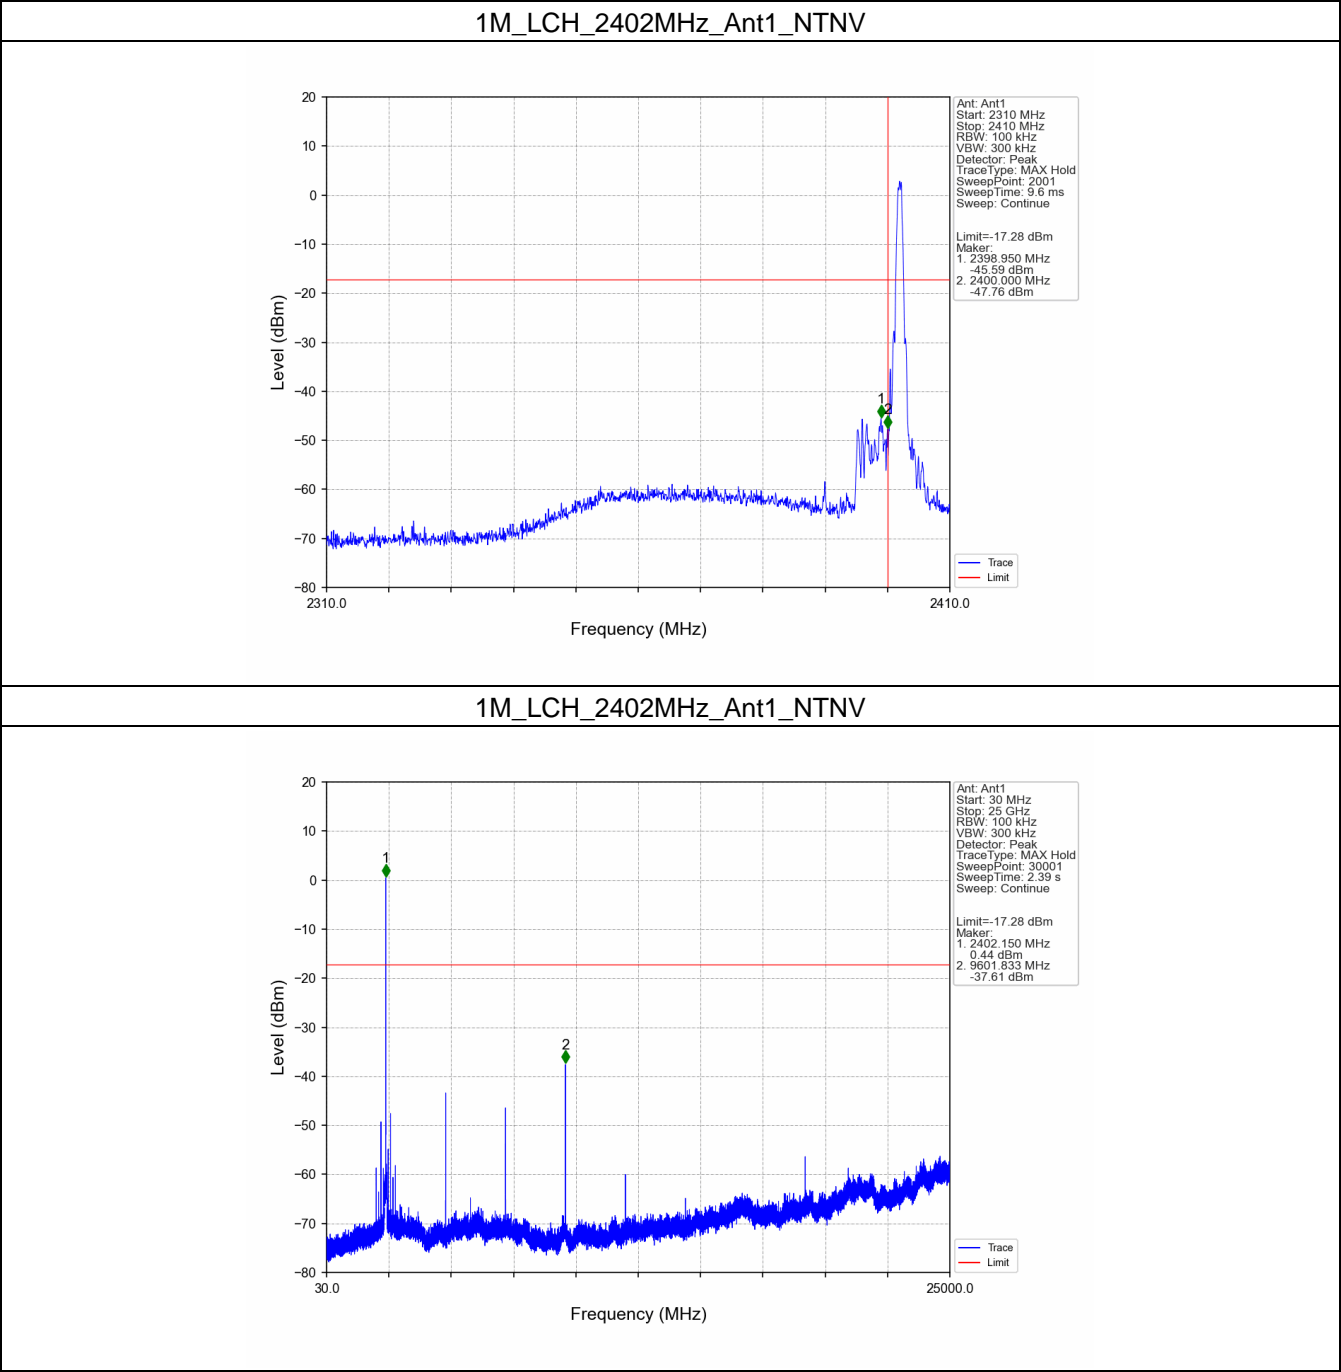 1M_LCH_2402MHz_Ant1_NTNV
20
10
0
−10
−20
−30
−40
−50
−60
−70
−80
Level (dBm)
1
2
2310.0
2410.0
Frequency (MHz)
Ant: Ant1
Start: 2310 MHz
Stop: 2410 MHz
RBW: 100 kHz
VBW: 300 kHz
Detector: Peak
TraceType: MAX Hold
SweepPoint: 2001
SweepTime: 9.6 ms
Sweep: Continue
Limit=-17.28 dBm
Maker:
1. 2398.950 MHz
-45.59 dBm
2. 2400.000 MHz
-47.76 dBm
Trace
Limit
1M_LCH_2402MHz_Ant1_NTNV
20
10
0
−10
−20
−30
−40
−50
−60
−70
−80
Level (dBm)
1
2
30.0
25000.0
Frequency (MHz)
Ant: Ant1
Start: 30 MHz
Stop: 25 GHz
RBW: 100 kHz
VBW: 300 kHz
Detector: Peak
TraceType: MAX Hold
SweepPoint: 30001
SweepTime: 2.39 s
Sweep: Continue
Limit=-17.28 dBm
Maker:
1. 2402.150 MHz
0.44 dBm
2. 9601.833 MHz
-37.61 dBm
Trace
Limit